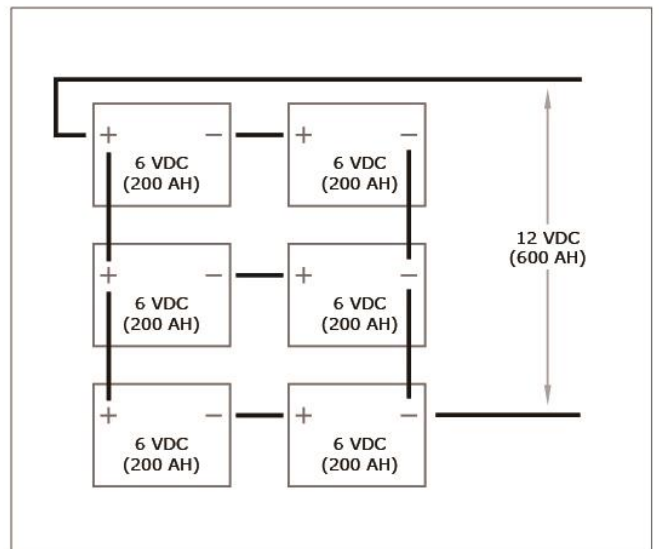 + − + −
6 VDC
(200 AH)
6 VDC
(200 AH)
12 VDC
(600 AH)
+ − + −
6 VDC
(200 AH)
6 VDC
(200 AH)
+ − + −
6 VDC
(200 AH)
6 VDC
(200 AH)